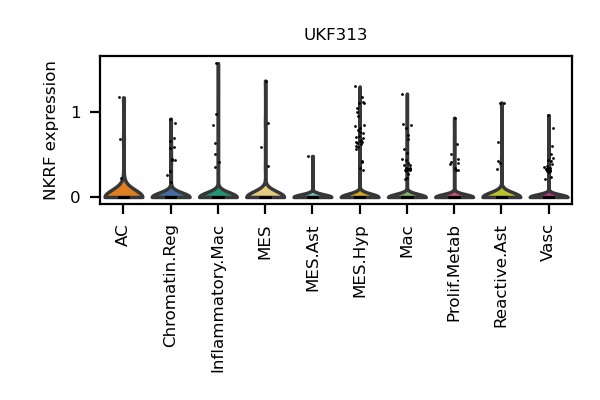 UKF313
NKRF expression
1
0
AC
Chromatin.Reg
Inflammatory.Mac
MES
MES.Ast
MES.Hyp
Mac
Prolif.Metab
Reactive.Ast
Vasc